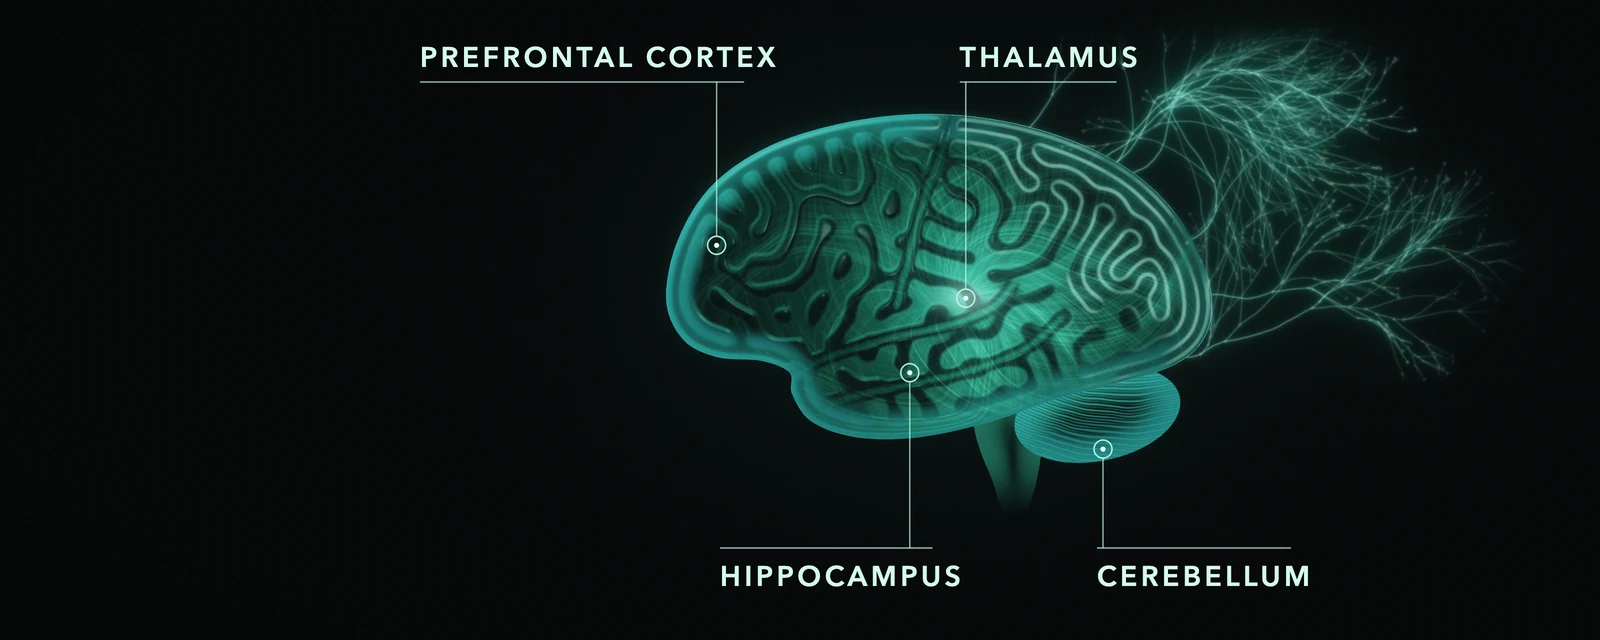 PREFRONTAL CORTEX
THALAMUS
HIPPOCAMPUS
CEREBELLUM